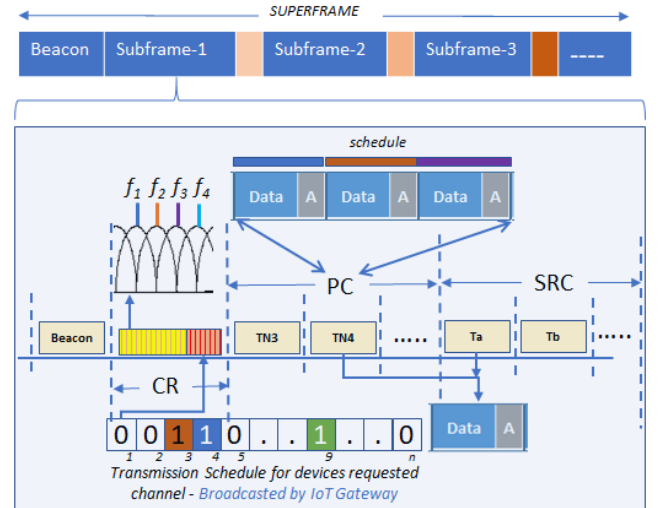 SUPERFRAME
Beacon Subframe-1 Subframe-2 Subframe-3 ----
schedule
f1 f2 f3 f4
Data A Data A Data A
PC SRC
Beacon TN3 TN4 ..... Ta Tb .....
CR
0 0 1 1 0 . . 1 . . 0
1 2 3 4 5 9 n
Data A
Transmission Schedule for devices requested
channel - Broadcasted by IoT Gateway